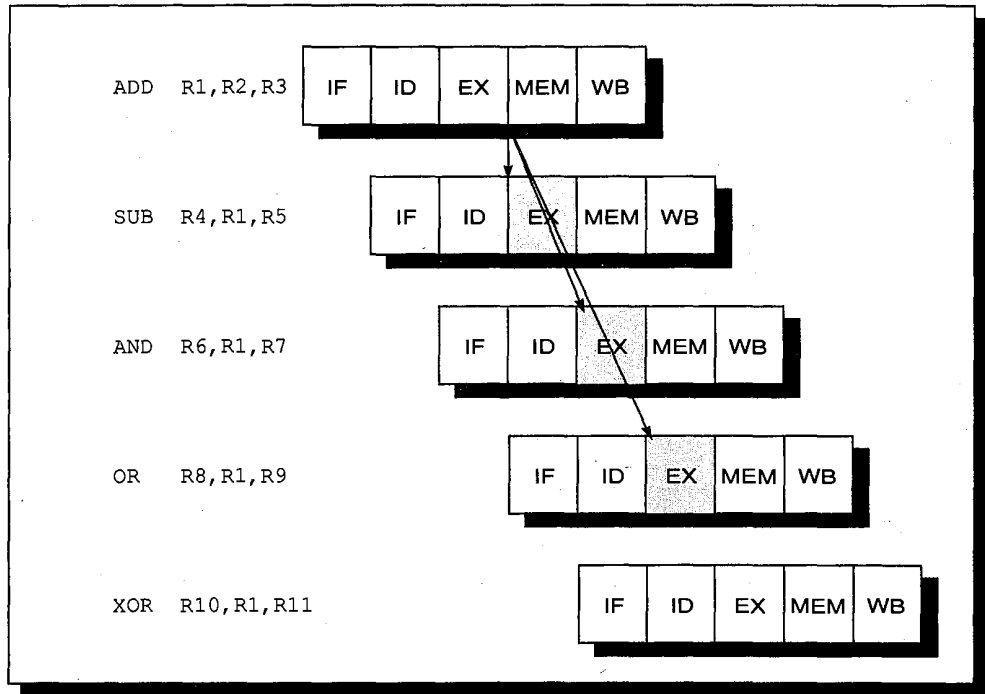 ADD R1,R2,R3 IF ID EX MEM WB
SUB R4,R1,R5 IF ID EX MEM WB
AND R6,R1,R7 IF ID EX MEM WB
OR R8,R1,R9 IF ID EX MEM WB
XOR R10,R1,R11 IF ID EX MEM WB